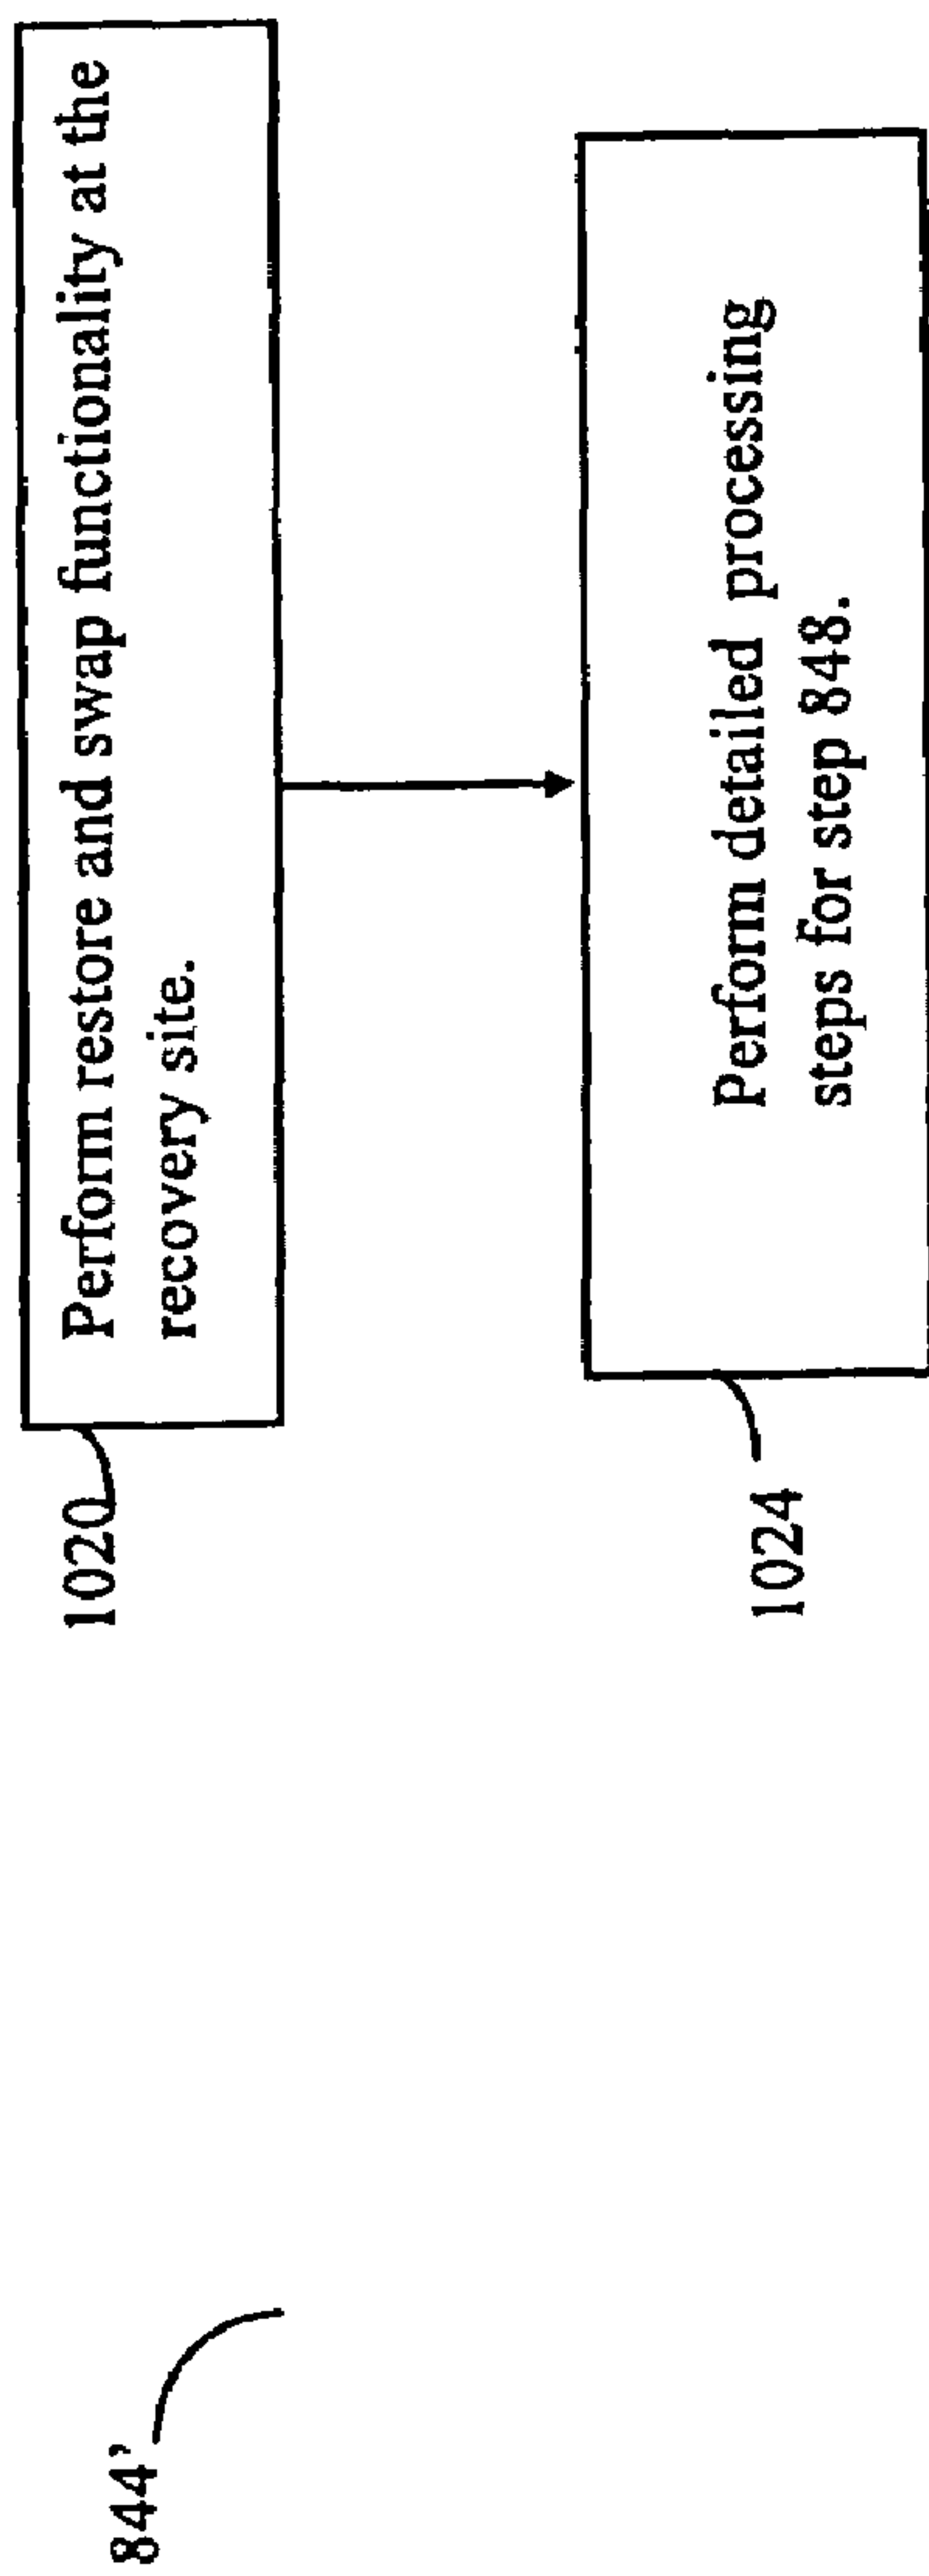 1020
Perform restore and swap functionality at the
recovery site.
1024
Perform detailed processing
steps for step 848.
844'